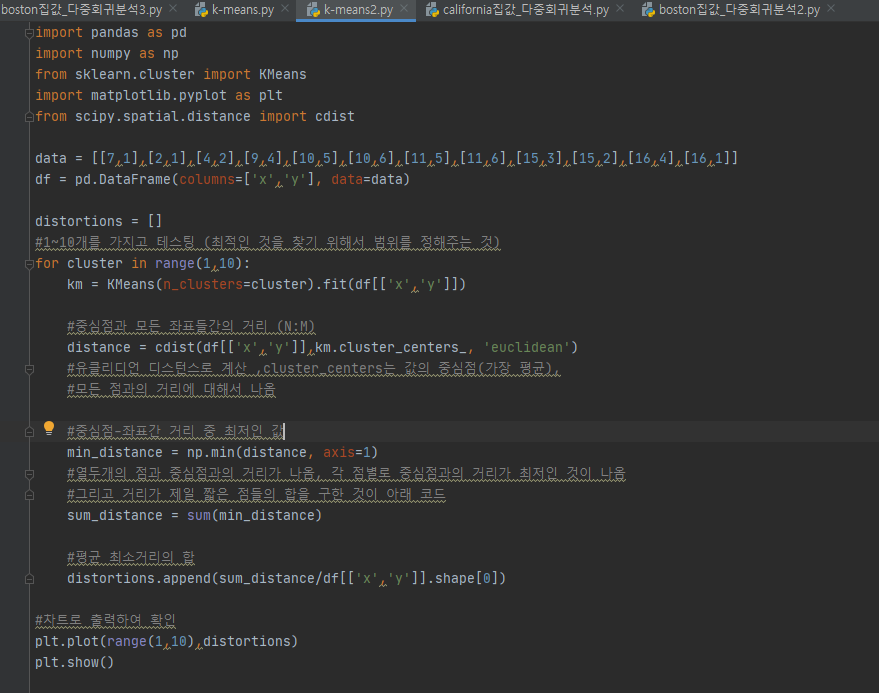 boston집값_다중회귀분석3.py k-means.py k-means2.py california집값_다중회귀분석.py boston집값_다중회귀분석2.py
import pandas as pd
import numpy as np
from sklearn.cluster import KMeans
import matplotlib.pyplot as plt
from scipy.spatial.distance import cdist
data = [[7,1],[2,1],[4,2],[9,4],[10,5],[10,6],[11,5],[11,6],[15,3],[15,2],[16,4],[16,1]]
df = pd.DataFrame(columns=['x','y'], data=data)
distortions = []
#1~10개를 가지고 테스팅 (최적인 것을 찾기 위해서 범위를 정해주는 것)
for cluster in range(1,10):
    km = KMeans(n_clusters=cluster).fit(df[['x','y']])
    #중심점과 모든 좌표들간의 거리 (N:M)
    distance = cdist(df[['x','y']],km.cluster_centers_, 'euclidean')
    #유클리디언 디스턴스로 계산 ,cluster_centers는 값의 중심점(가장 평균),
    #모든 점과의 거리에 대해서 나옴
    #중심점-좌표간 거리 중 최저인 값
    min_distance = np.min(distance, axis=1)
    #열두개의 점과 중심점과의 거리가 나옴, 각 점별로 중심점과의 거리가 최저인 것이 나옴
    #그리고 거리가 제일 짧은 점들의 합을 구한 것이 아래 코드
    sum_distance = sum(min_distance)
    #평균 최소거리의 합
    distortions.append(sum_distance/df[['x','y']].shape[0])
#차트로 출력하여 확인
plt.plot(range(1,10),distortions)
plt.show()